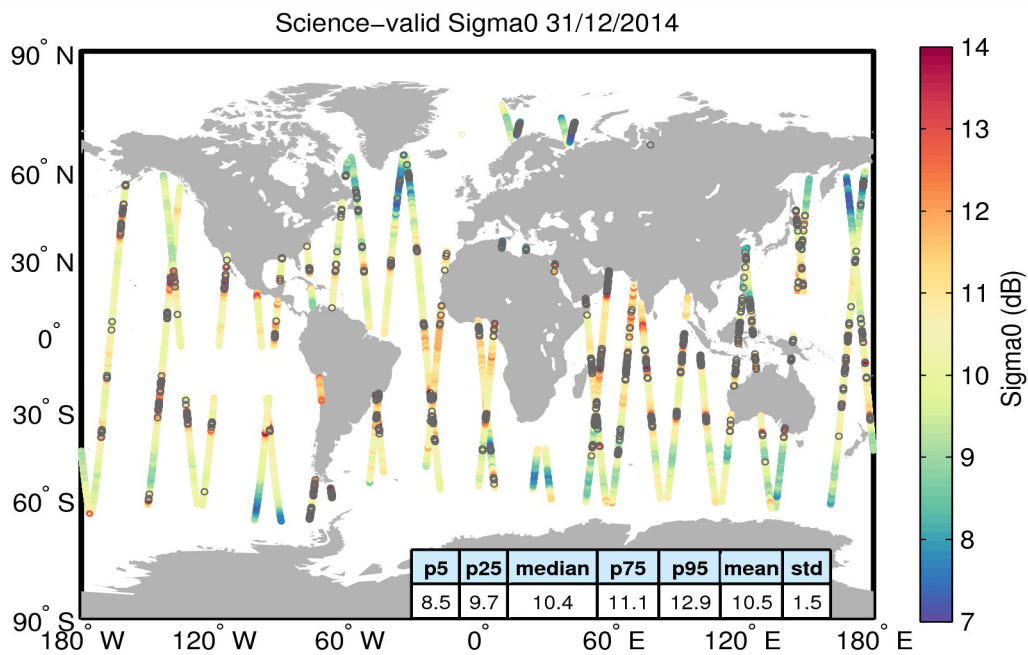 Science−valid Sigma0 31/12/2014
90° N
60° N
30° N
0°
30° S
60° S
90° S
180° W
120° W
60° W
0°
60° E
120° E
180° E
p5 p25 median p75 p95 mean std
8.5 9.7 10.4 11.1 12.9 10.5 1.5
14
13
12
11
10
9
8
7
Sigma0 (dB)